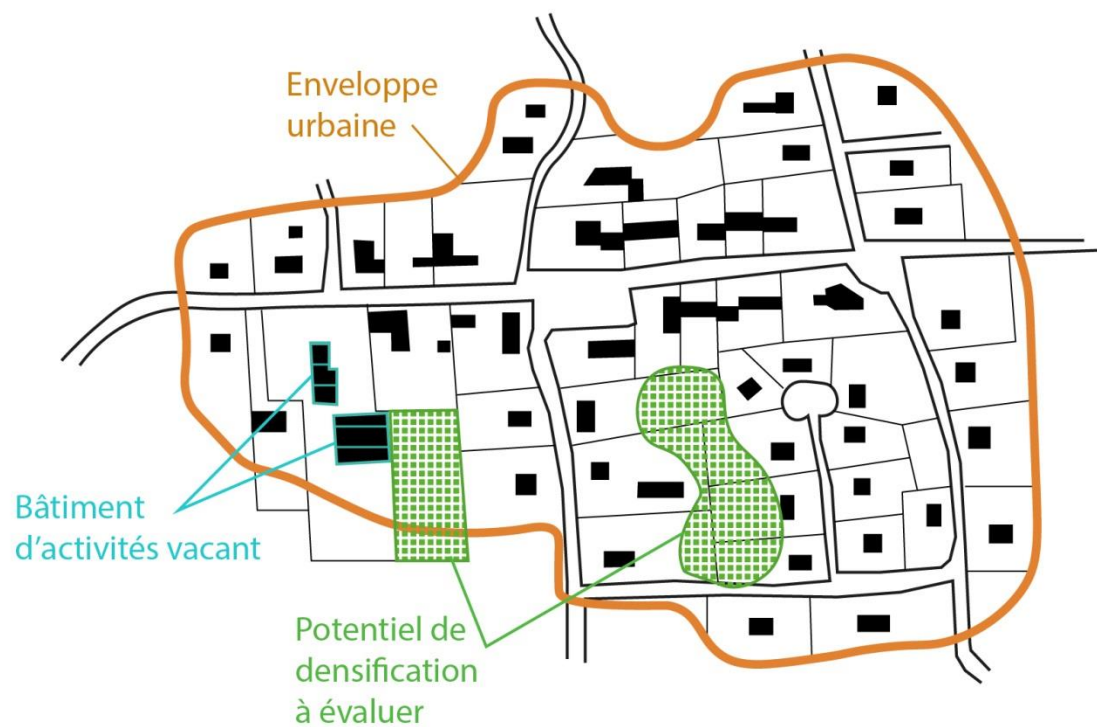 Enveloppe
urbaine
Bâtiment
d'activités vacant
Potentiel de
densification
à évaluer